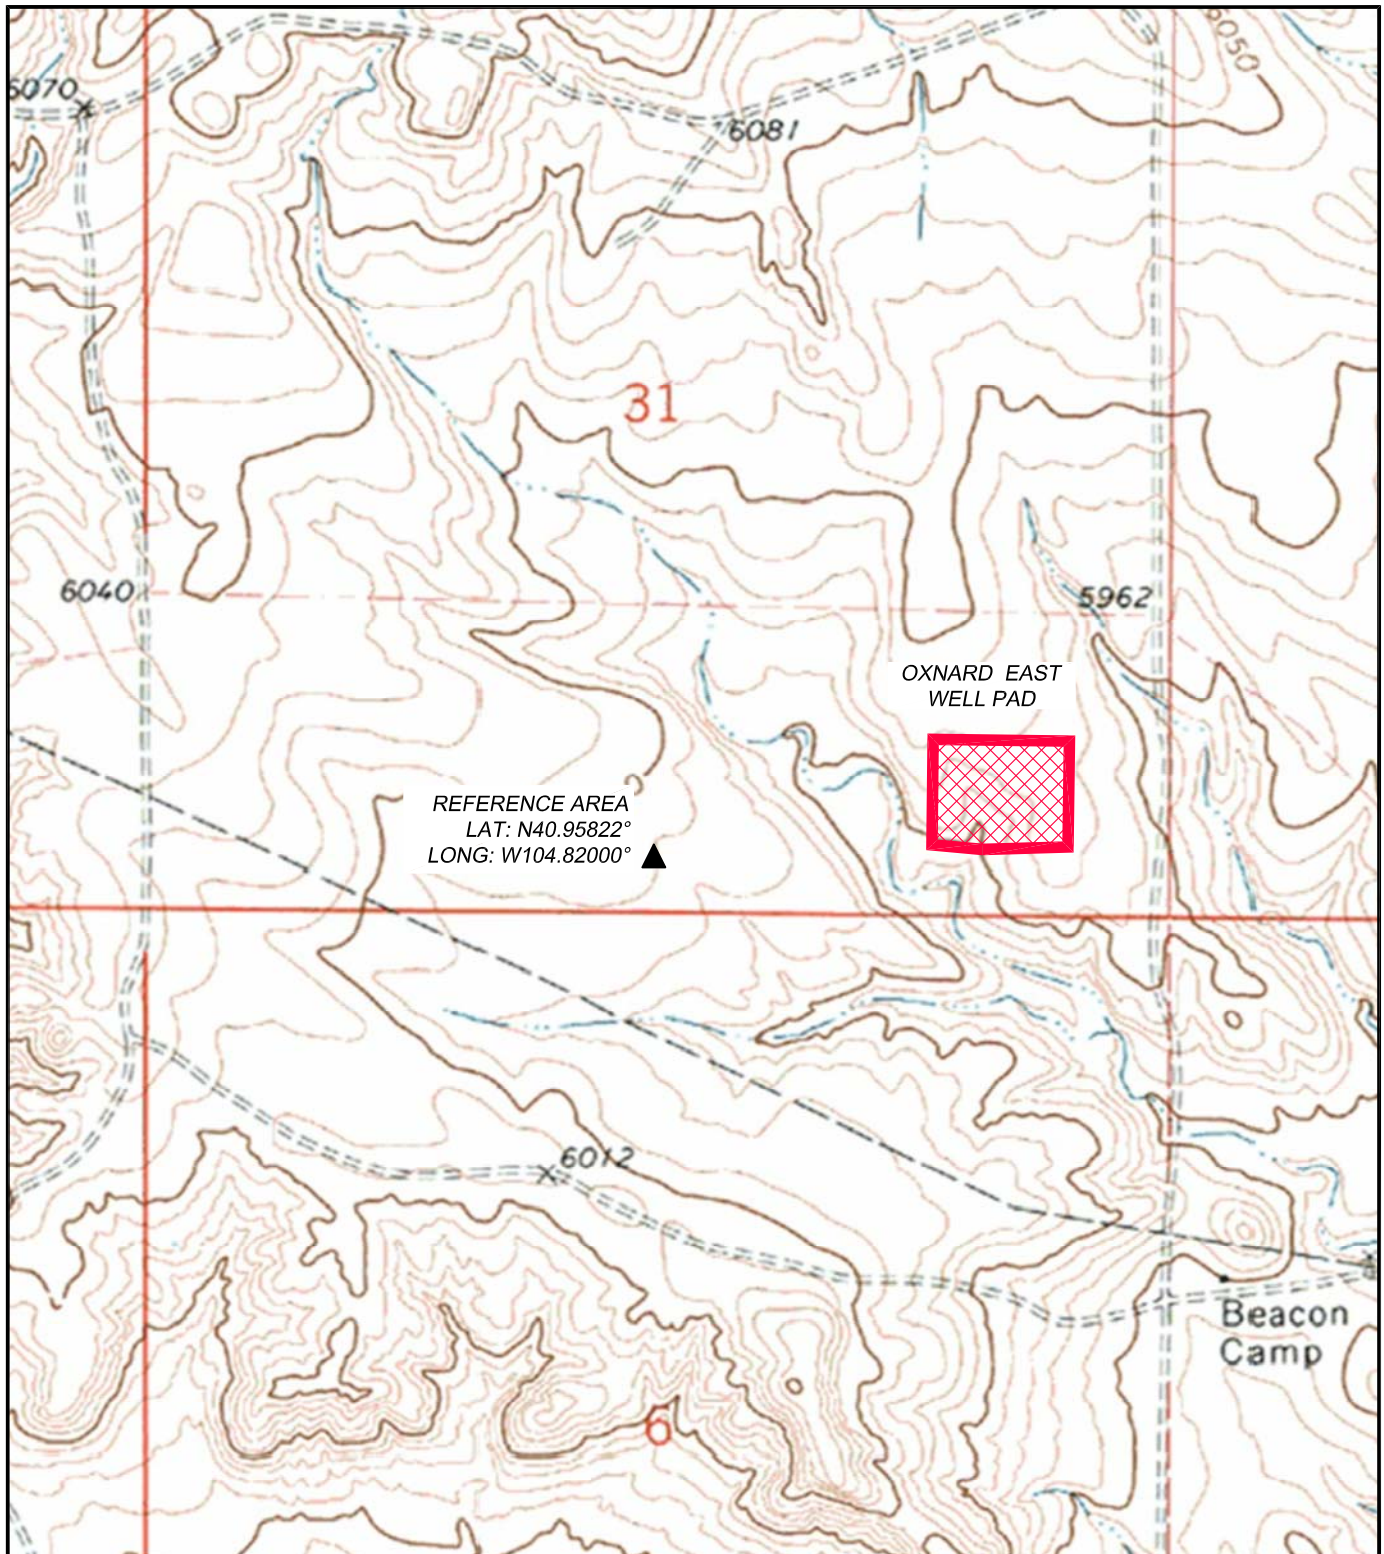 6050
6070
6081
31
6040
5962
OXNARD EAST
WELL PAD
REFERENCE AREA
LAT: N40.95822°
LONG: W104.82000°
6012
Beacon
Camp
6